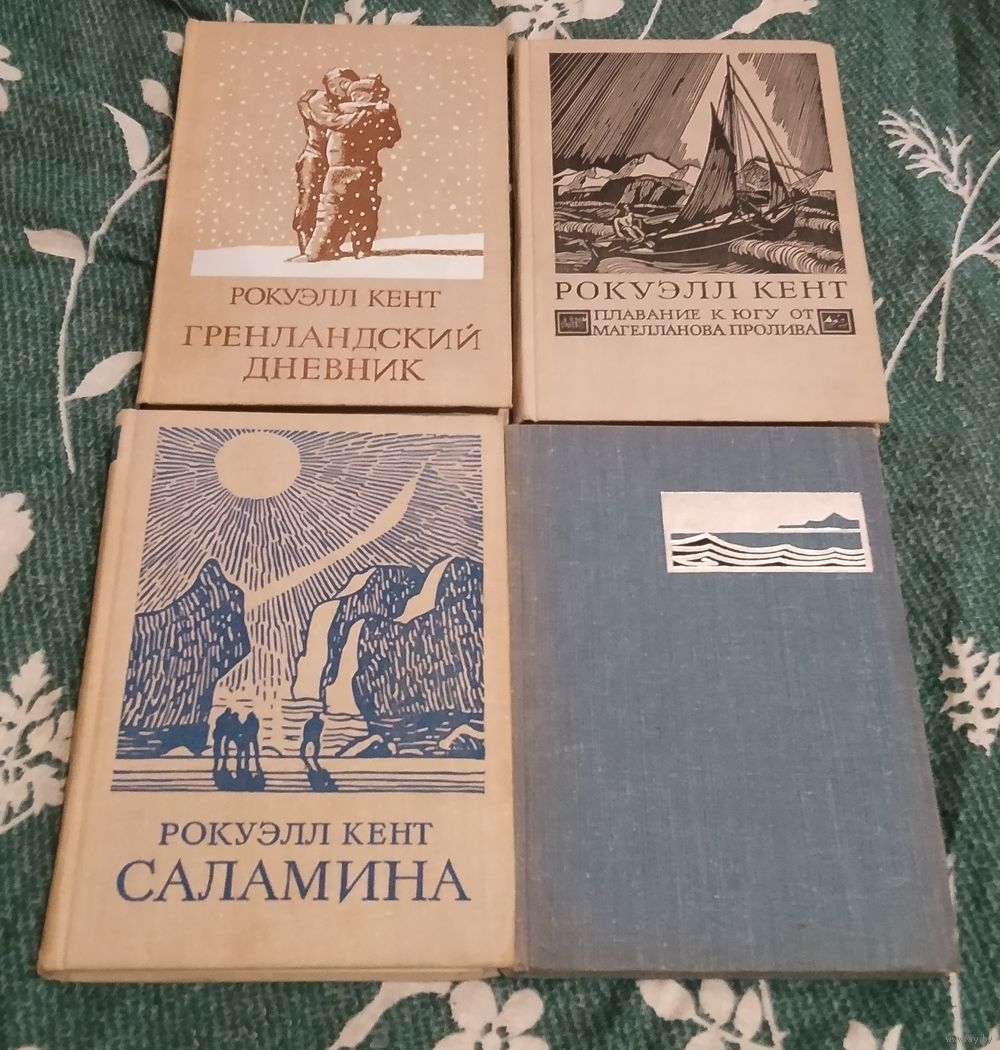 РОКУЭЛЛ КЕНТ
ГРЕНЛАНДСКИЙ
ДНЕВНИК
РОКУЭЛЛ КЕНТ
ПЛАВАНИЕ К ЮГУ ОТ
МАГЕЛЛАНОВА ПРОЛИВА
РОКУЭЛЛ КЕНТ
САЛАМИНА